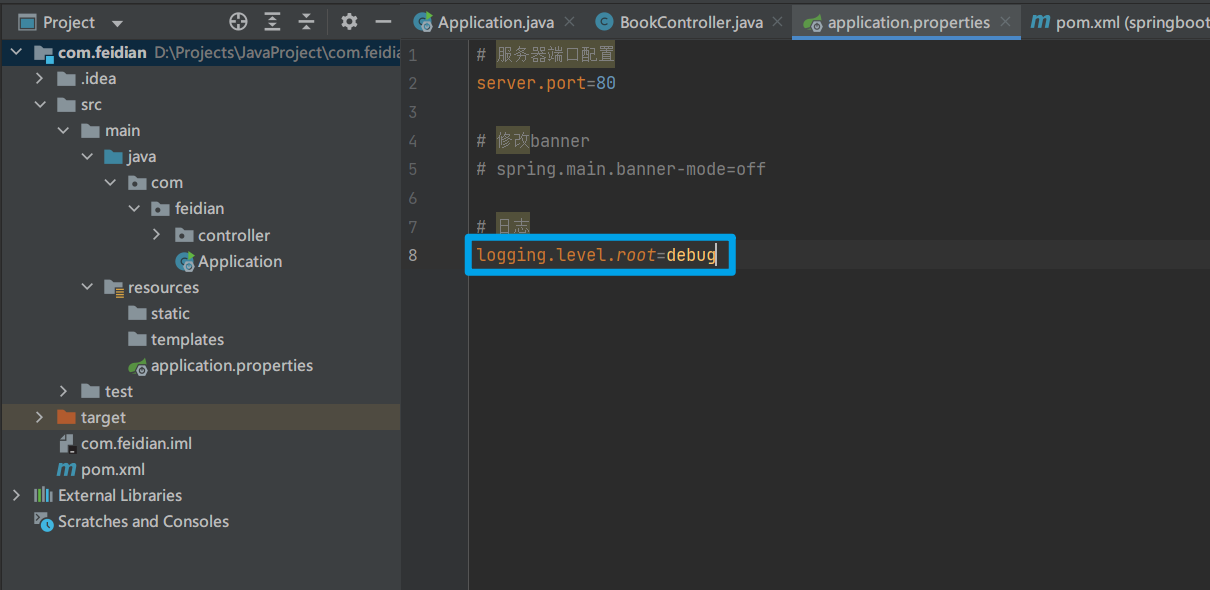 Project
Application.java
BookController.java
application.properties
pom.xml (springboot
com.feidian D:\Projects\JavaProject\com.feidia
.idea
src
main
java
com
feidian
controller
Application
resources
static
templates
application.properties
test
target
com.feidian.iml
pom.xml
External Libraries
Scratches and Consoles
1 # 服务器端口配置
2 server.port=80
3
4 # 修改banner
5 # spring.main.banner-mode=off
6
7 # 日志
8 logging.level.root=debug